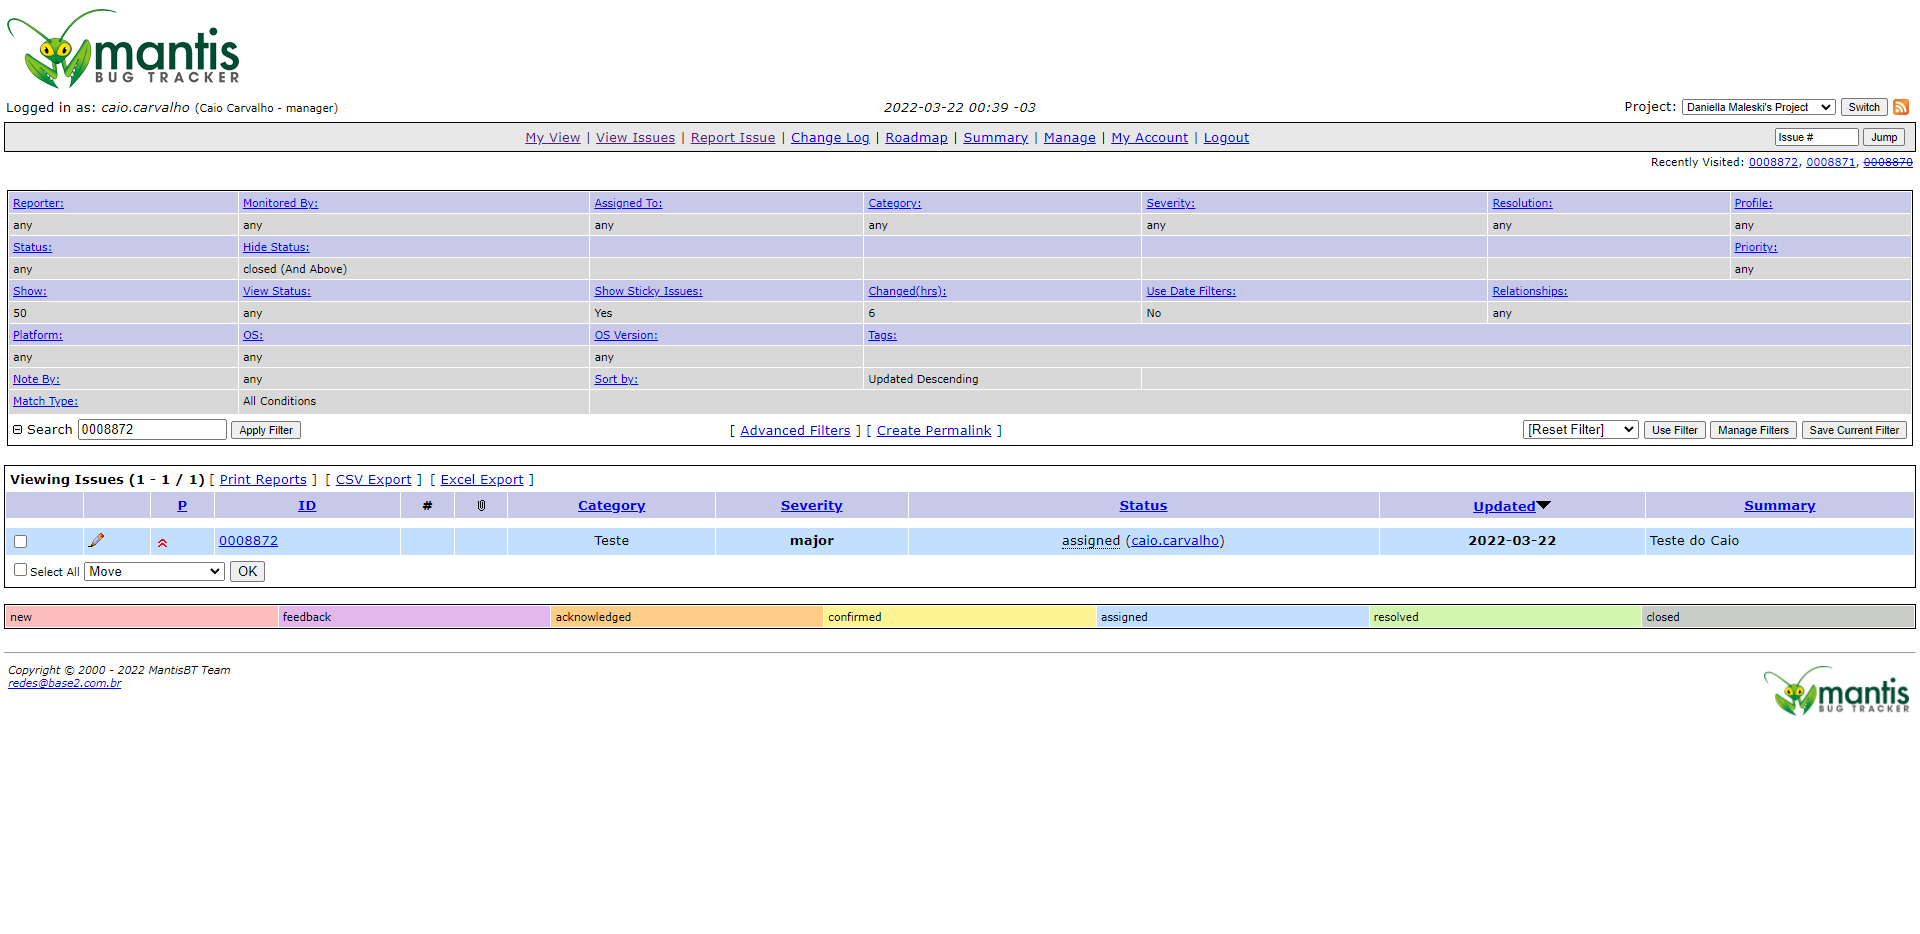 mantis
BUG TRACKER
Logged in as: caio.carvalho (Caio Carvalho - manager) 2022-03-22 00:39 -03 Project: Daniella Maleski's Project Switch
My View | View Issues | Report Issue | Change Log | Roadmap | Summary | Manage | My Account | Logout Issue # Jump
Recently Visited: 0008872, 0008871, 0008870
Reporter: Monitored By: Assigned To: Category: Severity: Resolution: Profile:
any any any any any any any
Status: Hide Status: Priority:
any closed (And Above) any
Show: View Status: Show Sticky Issues: Changed(hrs): Use Date Filters: Relationships:
50 any Yes 6 No any
Platform: OS: OS Version: Tags:
any any any
Note By: any Sort by: Updated Descending
Match Type: All Conditions
Search 0008872 Apply Filter [ Advanced Filters ] [ Create Permalink ] [Reset Filter] Use Filter Manage Filters Save Current Filter
Viewing Issues (1 - 1 / 1) [ Print Reports ] [ CSV Export ] [ Excel Export ]
P ID # Category Severity Status Updated Summary
0008872 Teste major assigned (caio.carvalho) 2022-03-22 Teste do Caio
Select All Move OK
new feedback acknowledged confirmed assigned resolved closed
Copyright © 2000 - 2022 MantisBT Team
redes@base2.com.br
mantis
BUG TRACKER